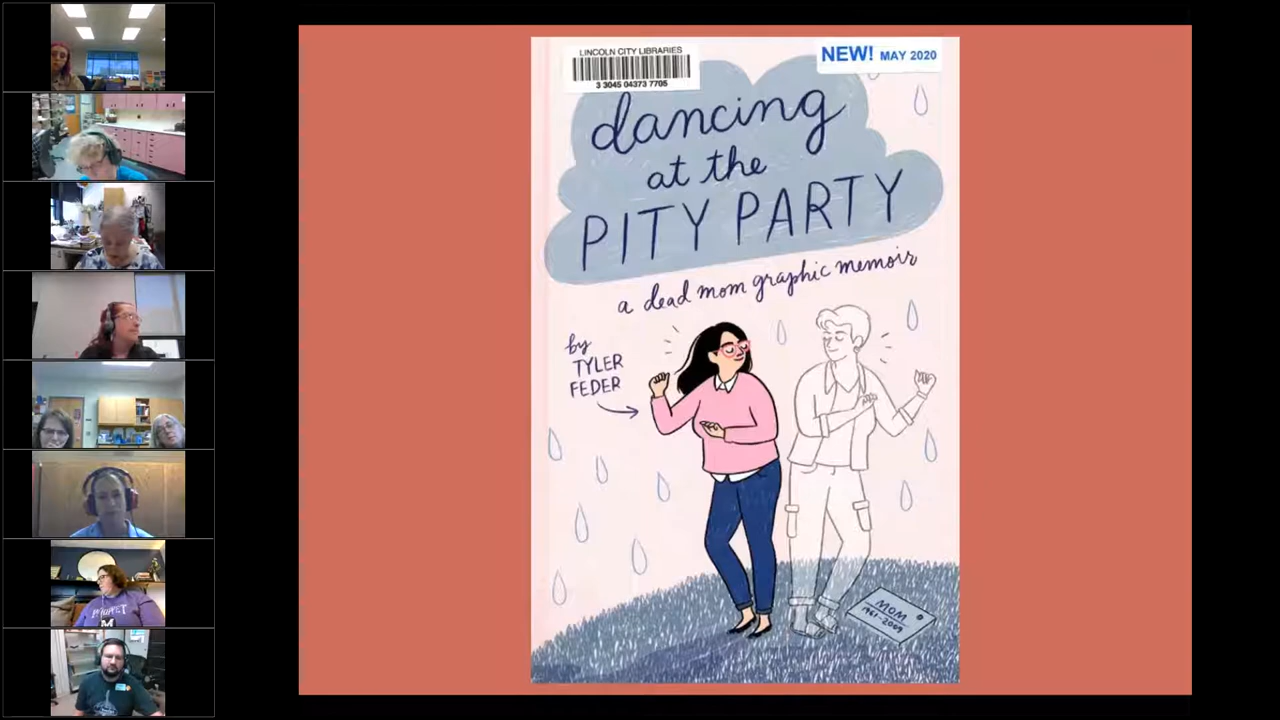 LINCOLN CITY LIBRARIES
3 3045 04373 7705
NEW! MAY 2020
dancing
at the
PITY PARTY
a dead mom graphic memoir
by
TYLER
FEDER
MOM
1961-2009